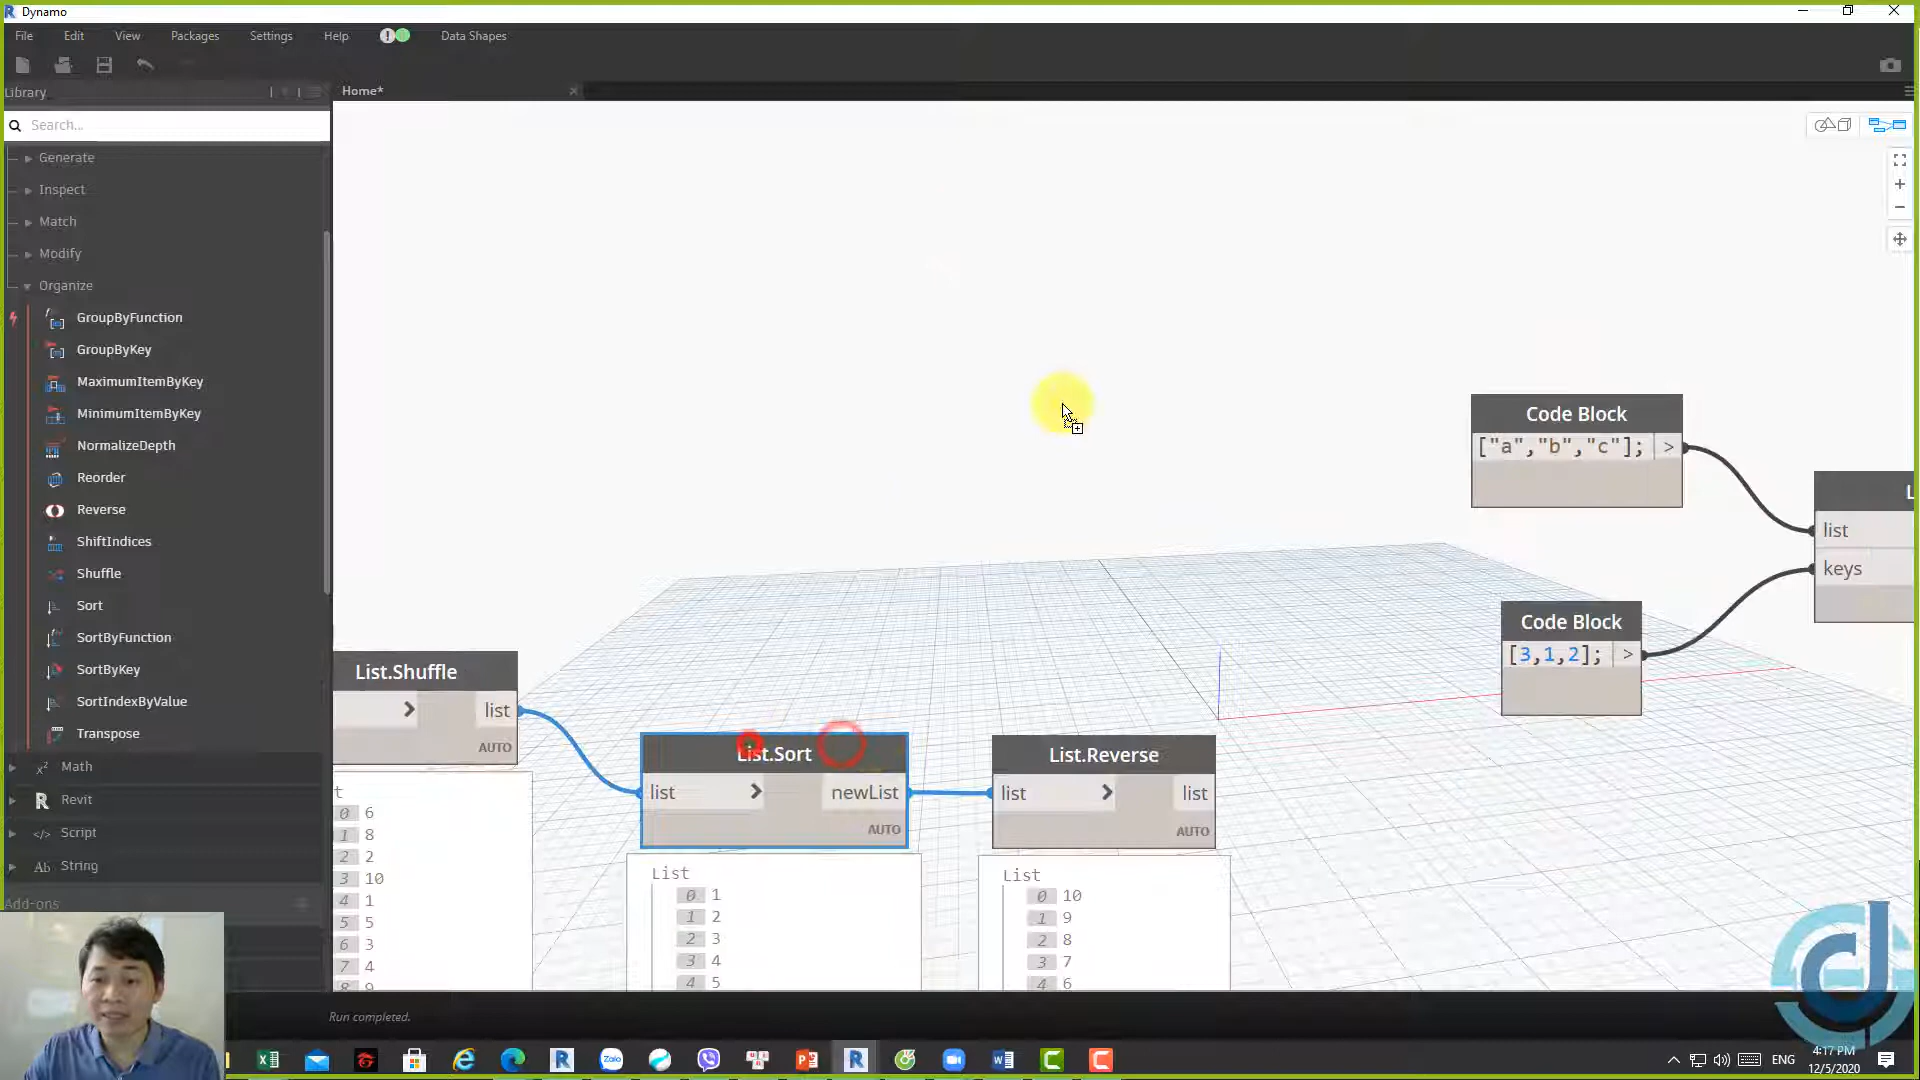 Dynamo
File Edit View Packages Settings Help Data Shapes
Library
Home*
Search...
Generate
Inspect
Match
Modify
Organize
GroupByFunction
GroupByKey
MaximumItemByKey
MinimumItemByKey
NormalizeDepth
Reorder
Reverse
ShiftIndices
Shuffle
Sort
SortByFunction
SortByKey
SortIndexByValue
Transpose
Math
Revit
Script
String
Add-ons
List.Shuffle
> list
AUTO
0 6
1 8
2 2
3 10
4 1
5 5
6 3
7 4
8 9
List.Sort
list > newList
AUTO
List
0 1
1 2
2 3
3 4
4 5
List.Reverse
list > list
AUTO
List
0 10
1 9
2 8
3 7
4 6
Code Block
["a","b","c"]; >
Code Block
[3,1,2]; >
list
keys
Run completed.
ENG
4:17 PM
12/5/2020